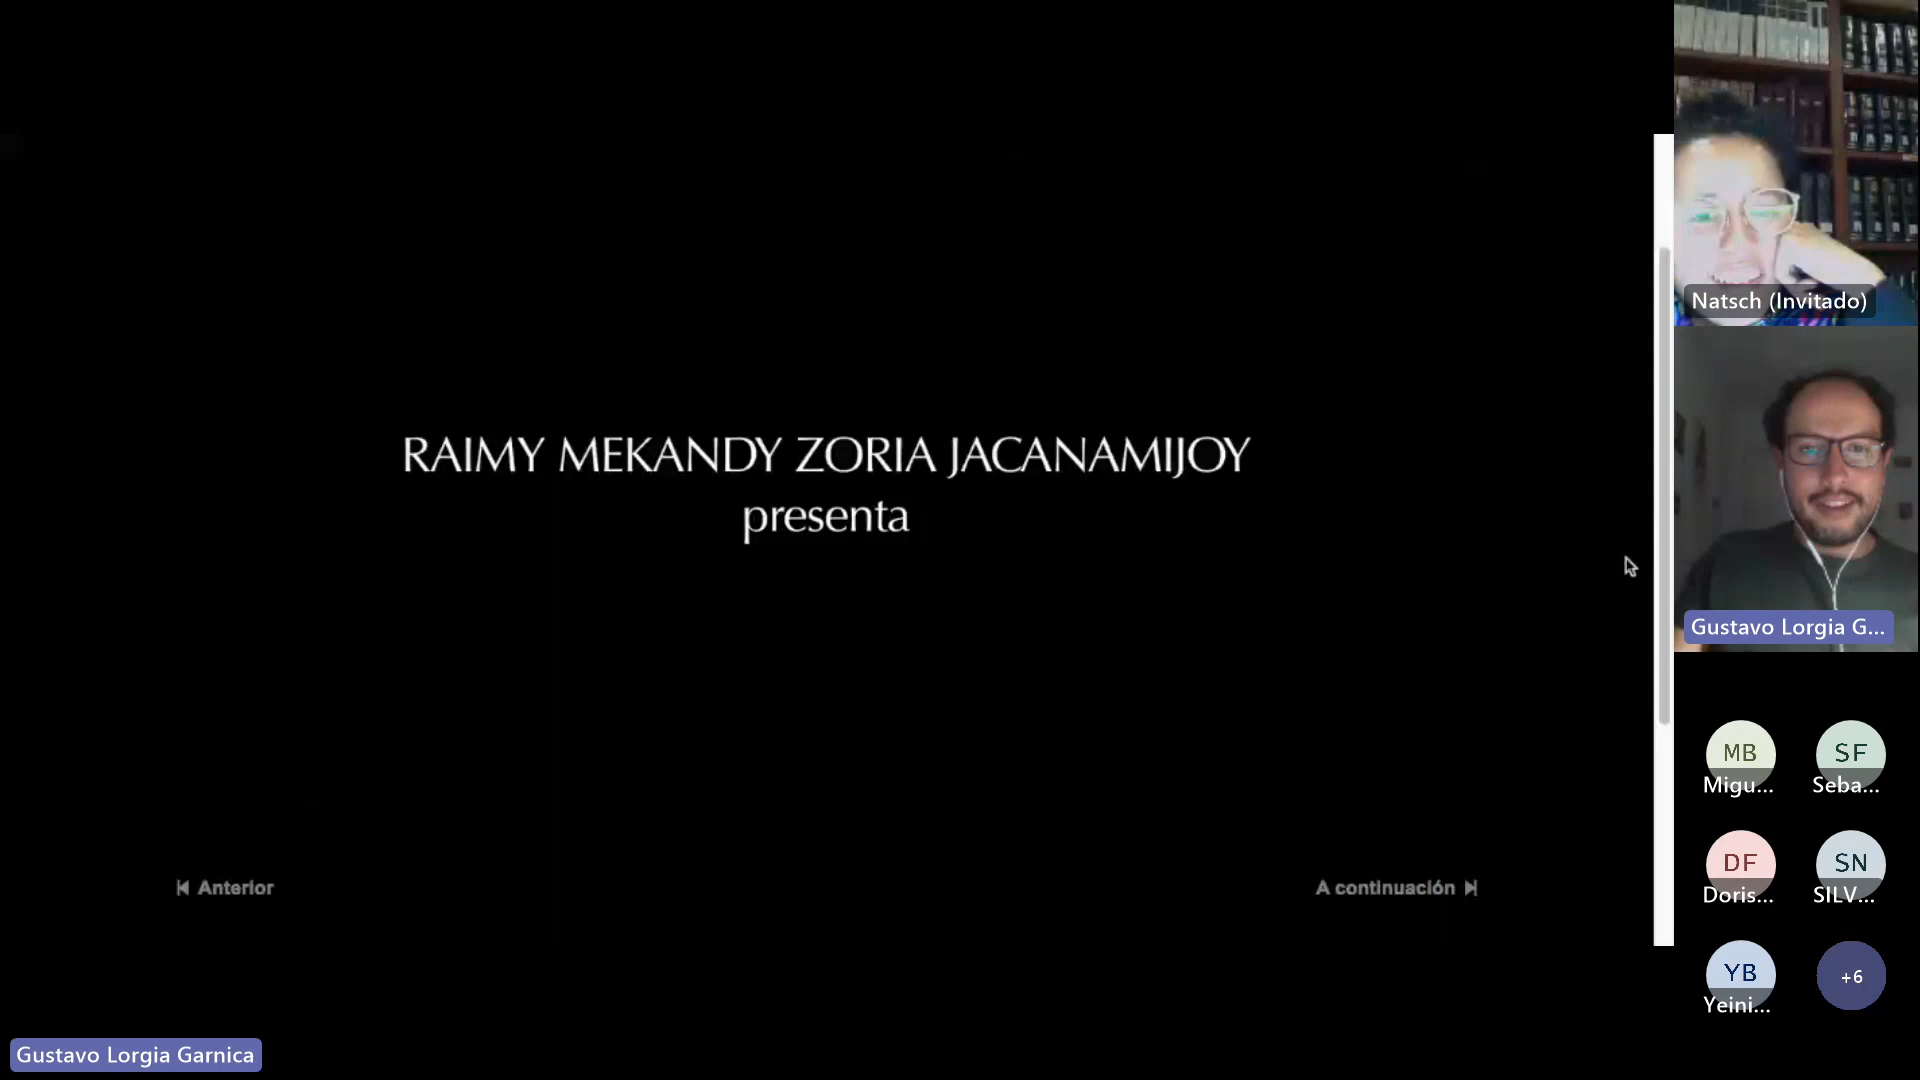 RAIMY MEKANDY ZORIA JACANAMIJOY
presenta
Anterior
A continuación
Gustavo Lorgia Garnica
Natsch (Invitado)
Gustavo Lorgia G...
MB
Migu...
SF
Seba...
DF
Doris...
SN
SILV...
YB
Yeini...
+6